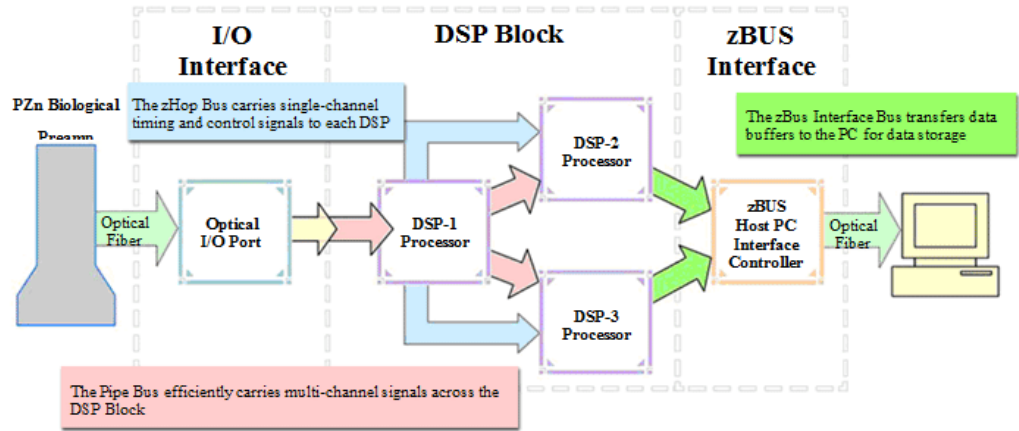 I/O
Interface
DSP Block
zBUS
Interface
PZn Biological
Preamp
The zHop Bus carries single-channel
timing and control signals to each DSP
The zBus Interface Bus transfers data
buffers to the PC for data storage
DSP-2
Processor
Optical
Fiber
Optical
I/O Port
DSP-1
Processor
zBUS
Host PC
Interface
Controller
Optical
Fiber
DSP-3
Processor
The Pipe Bus efficiently carries multi-channel signals across the
DSP Block